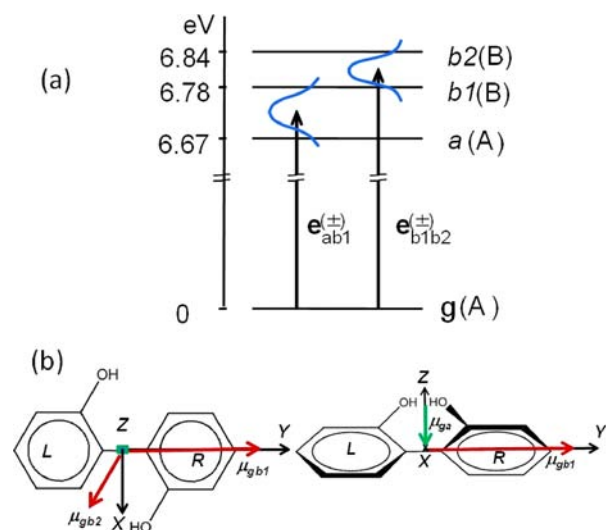 eV
(a)
6.84 b2(B)
6.78 b1(B)
6.67 a(A)
e(±)ab1 e(±)b1b2
0 g(A)
(b)
OH Z L R Y μgb1 μgb2 X HO
Z HO OH μga L X R Y μgb1